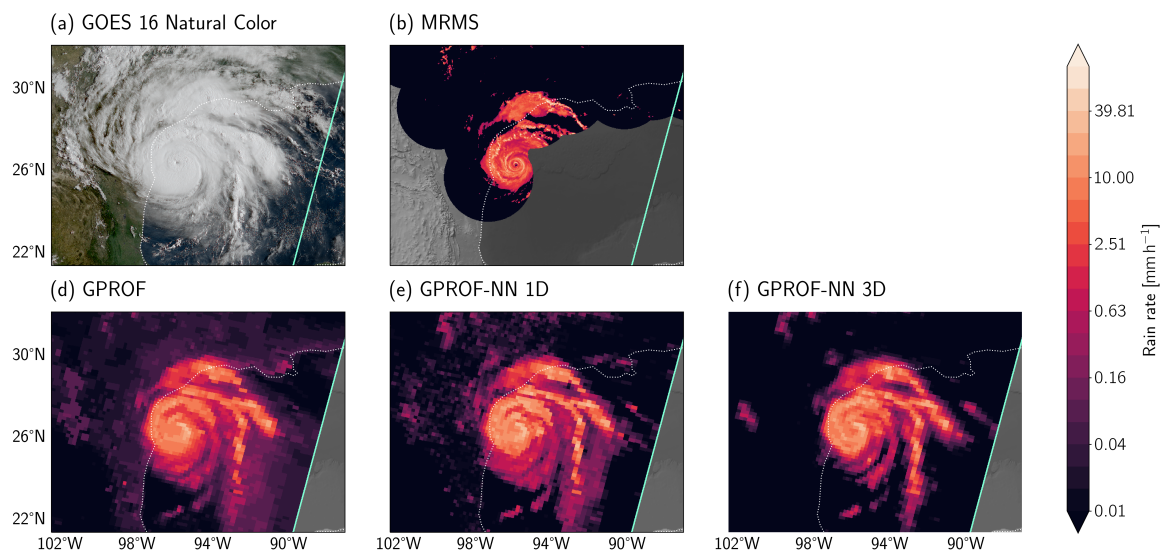 (a) GOES 16 Natural Color
(b) MRMS
30°N
26°N
22°N
39.81
10.00
2.51
0.63
0.16
0.04
0.01
Rain rate [mm h⁻¹]
(d) GPROF
(e) GPROF-NN 1D
(f) GPROF-NN 3D
30°N
26°N
22°N
102°W 98°W 94°W 90°W
102°W 98°W 94°W 90°W
102°W 98°W 94°W 90°W